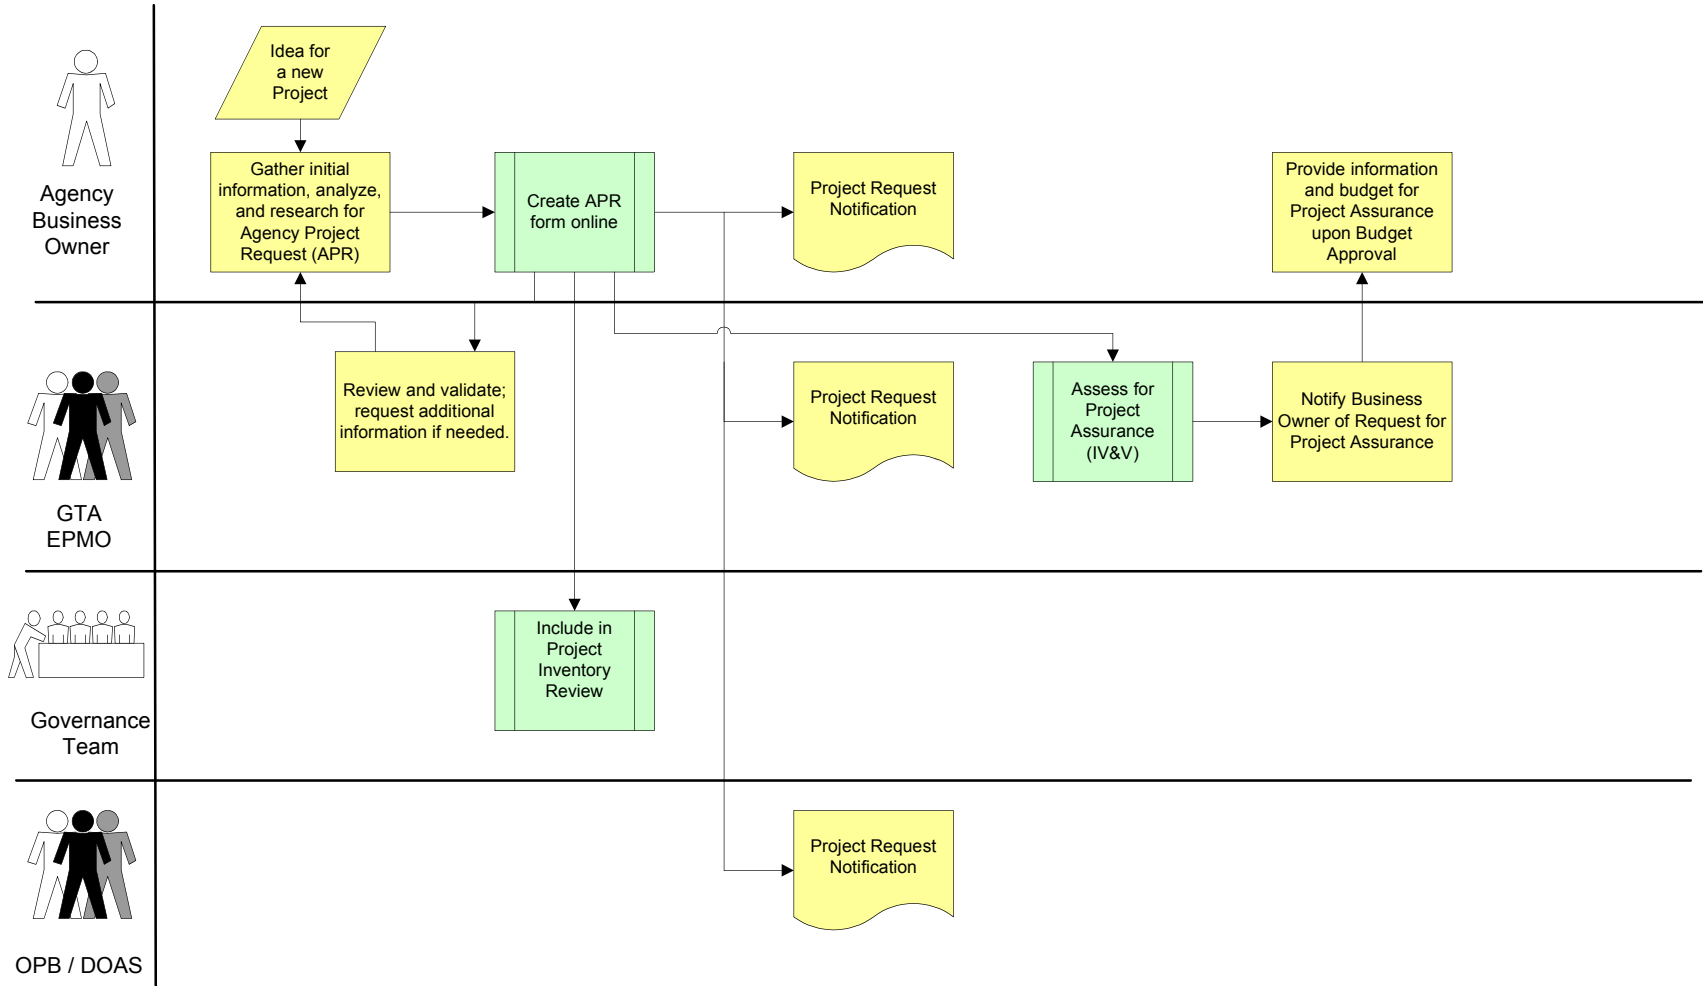 Idea for
a new
Project
Agency
Business
Owner
Gather initial
information, analyze,
and research for
Agency Project
Request (APR)
Create APR
form online
Project Request
Notification
Provide information
and budget for
Project Assurance
upon Budget
Approval
GTA
EPMO
Review and validate;
request additional
information if needed.
Project Request
Notification
Assess for
Project
Assurance
(IV&V)
Notify Business
Owner of Request for
Project Assurance
Governance
Team
Include in
Project
Inventory
Review
OPB / DOAS
Project Request
Notification